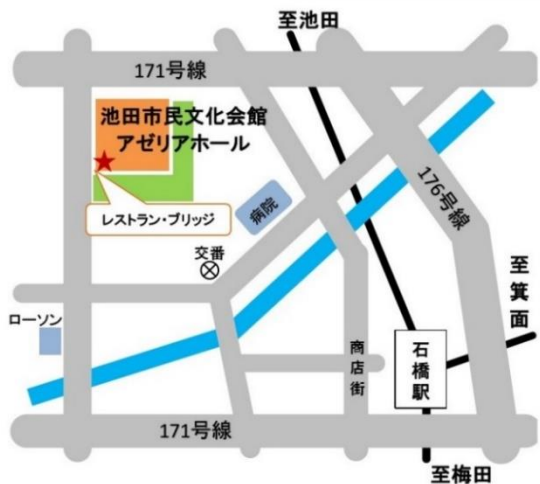 至池田
171号線
池田市民文化会館
アゼリアホール
レストラン・ブリッジ
病院
176号線
交番
至箕面
ローソン
商店街
石橋駅
171号線
至梅田